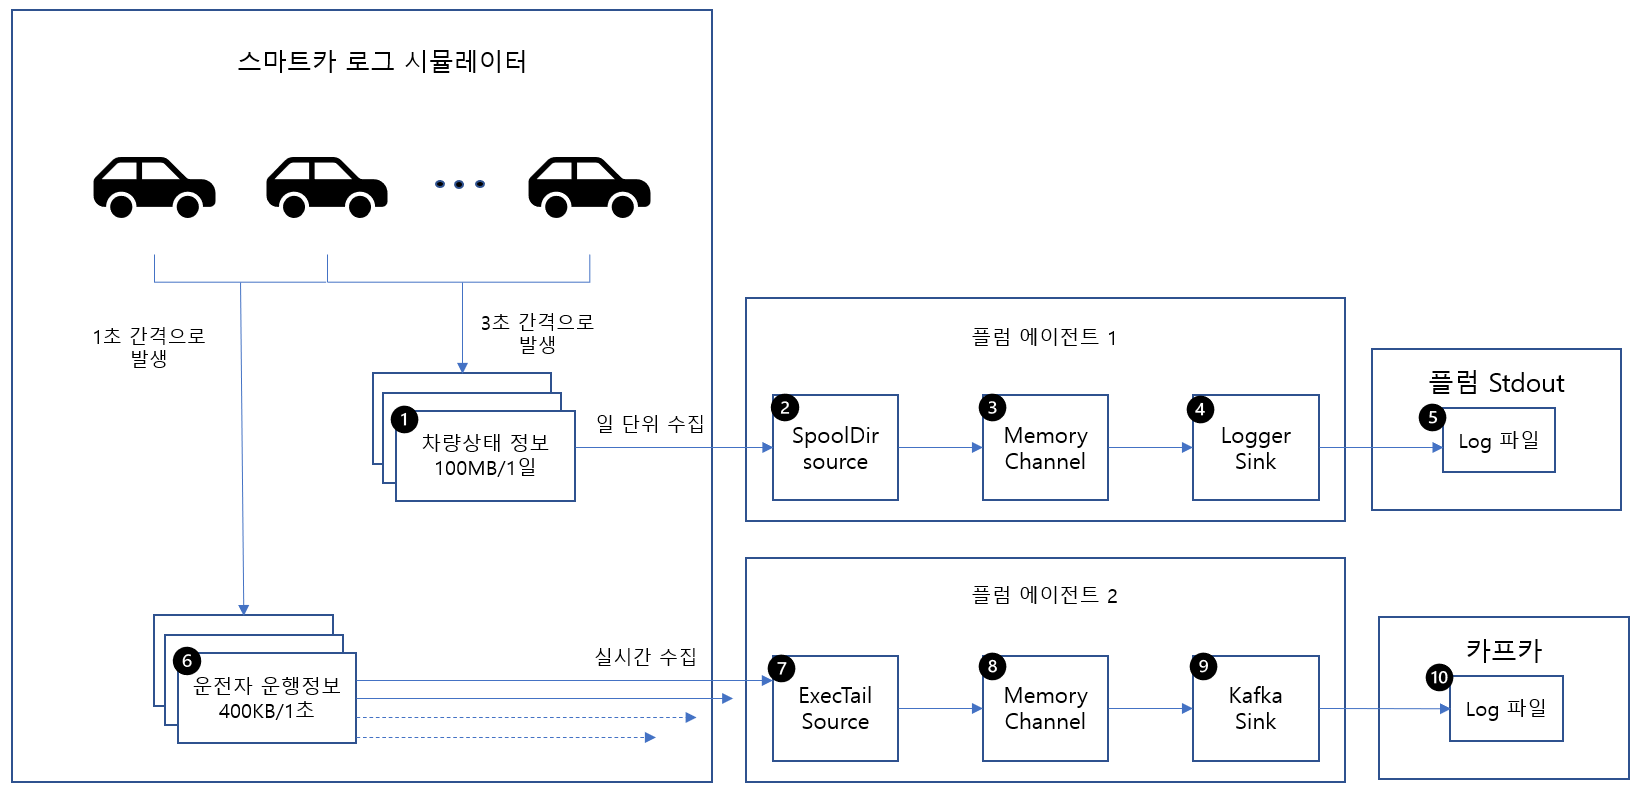 스마트카 로그 시뮬레이터
1초 간격으로
발생
3초 간격으로
발생
1
차량상태 정보
100MB/1일
일 단위 수집
플럼 에이전트 1
2
SpoolDir
source
3
Memory
Channel
4
Logger
Sink
플럼 Stdout
5
Log 파일
6
운전자 운행정보
400KB/1초
실시간 수집
플럼 에이전트 2
7
ExecTail
Source
8
Memory
Channel
9
Kafka
Sink
카프카
10
Log 파일